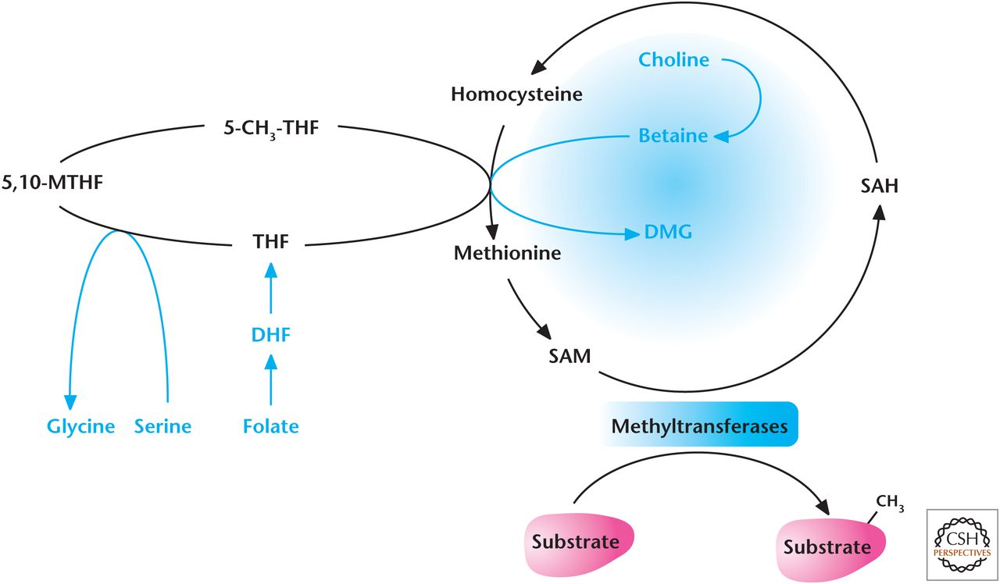 Choline
Homocysteine
5-CH₃-THF
Betaine
5,10-MTHF
SAH
THF
DMG
Methionine
DHF
SAM
Glycine
Serine
Folate
Methyltransferases
CH₃
Substrate
Substrate
CSH
PERSPECTIVES